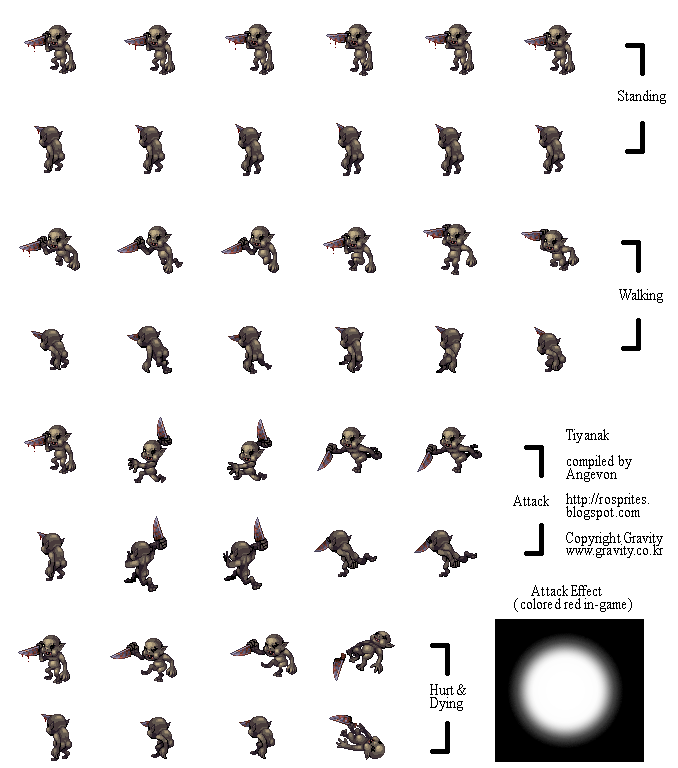 Standing
Walking
Tiyanak
compiled by
Angevon
Attack
http://rosprites.
blogspot.com
Copyright Gravity
www.gravity.co.kr
Attack Effect
(colored red in-game)
Hurt &
Dying